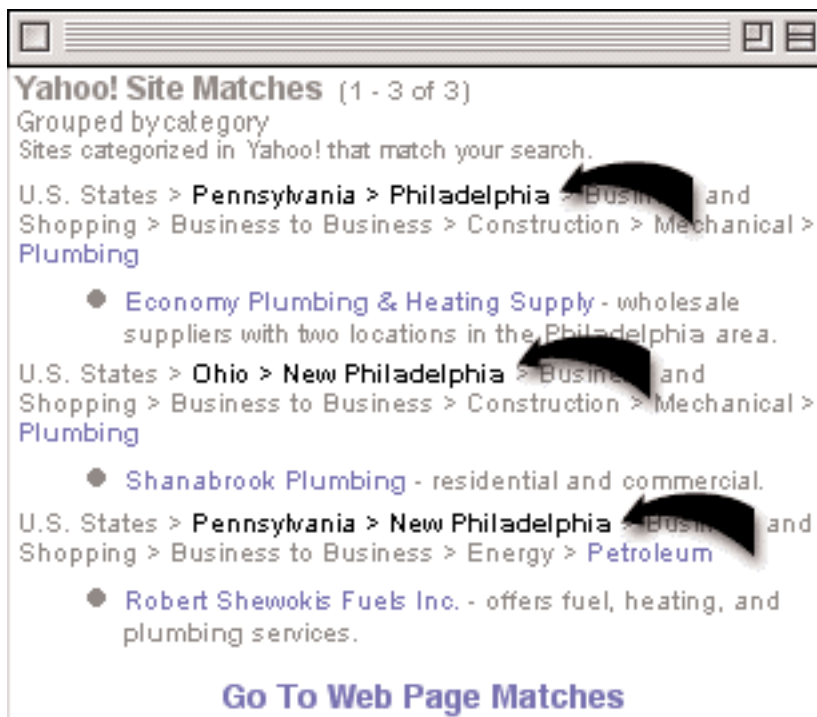 Yahoo! Site Matches (1 - 3 of 3)
Grouped by category
Sites categorized in Yahoo! that match your search.
U.S. States > Pennsylvania > Philadelphia > Business and
Shopping > Business to Business > Construction > Mechanical >
Plumbing
Economy Plumbing & Heating Supply - wholesale
suppliers with two locations in the Philadelphia area.
U.S. States > Ohio > New Philadelphia > Business and
Shopping > Business to Business > Construction > Mechanical >
Plumbing
Shanabrook Plumbing - residential and commercial.
U.S. States > Pennsylvania > New Philadelphia > Business and
Shopping > Business to Business > Energy > Petroleum
Robert Shewokis Fuels Inc. - offers fuel, heating, and
plumbing services.
Go To Web Page Matches